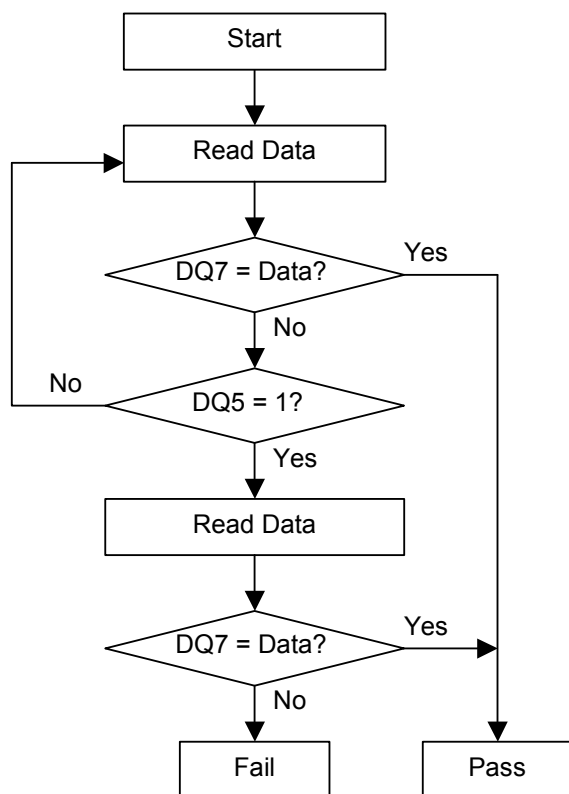 Start
Read Data
DQ7 = Data?
Yes
No
DQ5 = 1?
No
Yes
Read Data
DQ7 = Data?
Yes
No
Fail
Pass